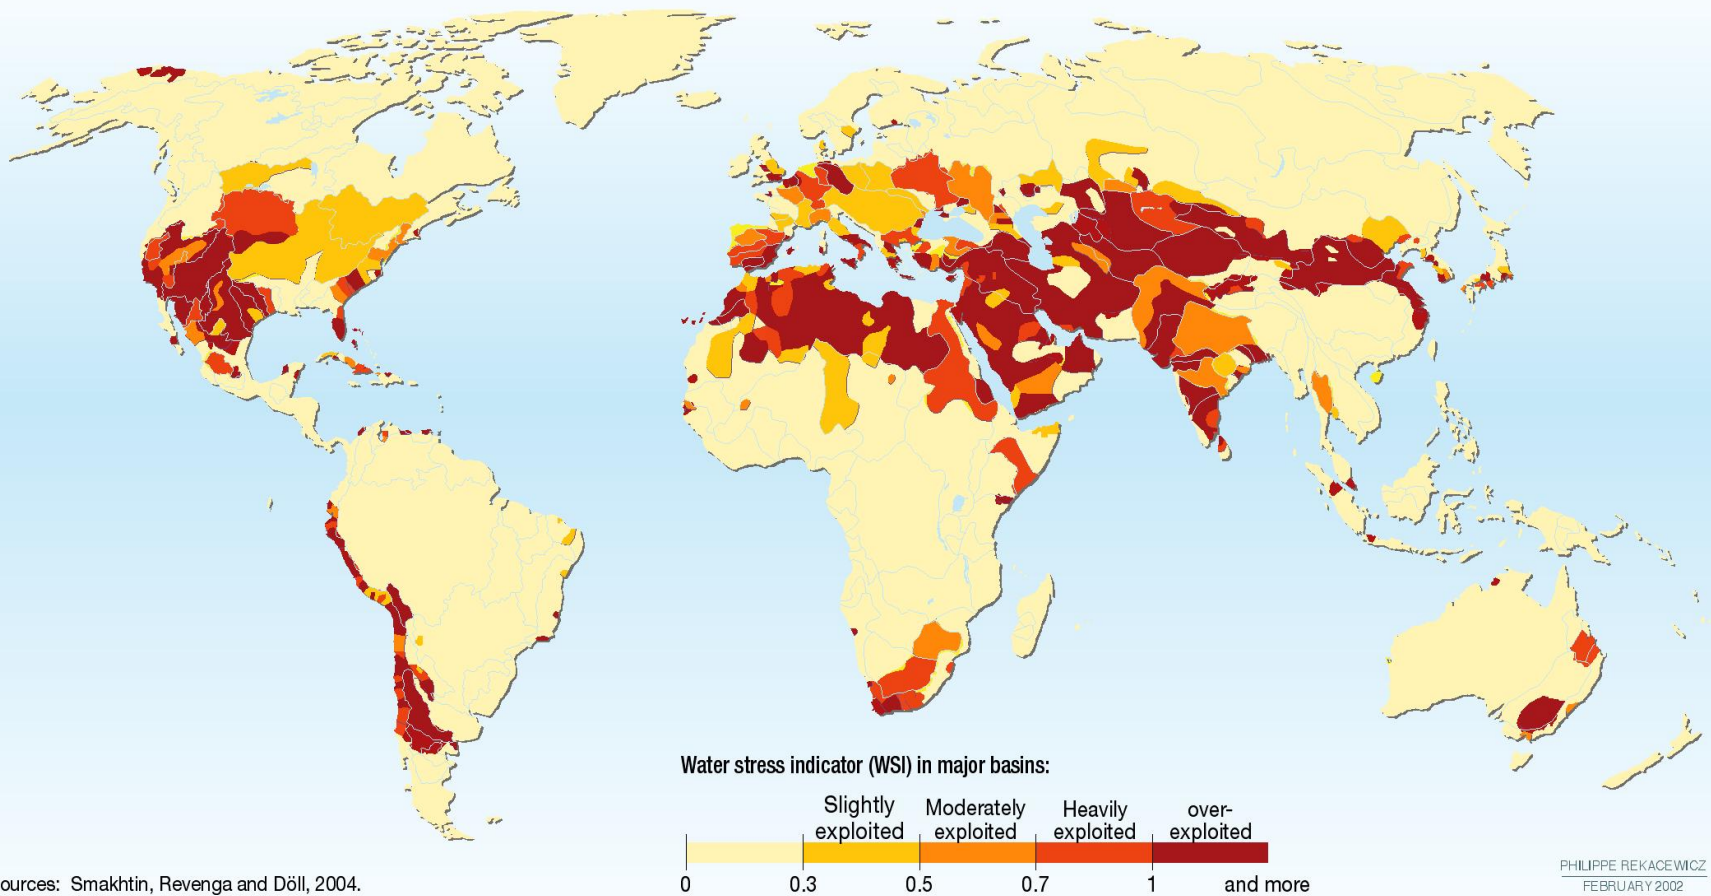 Water stress indicator (WSI) in major basins:
Slightly exploited
Moderately exploited
Heavily exploited
over-exploited
0 0.3 0.5 0.7 1 and more
ources: Smakhtin, Revenga and Döll, 2004.
PHILIPPE REKACEWICZ
FEBRUARY 2002